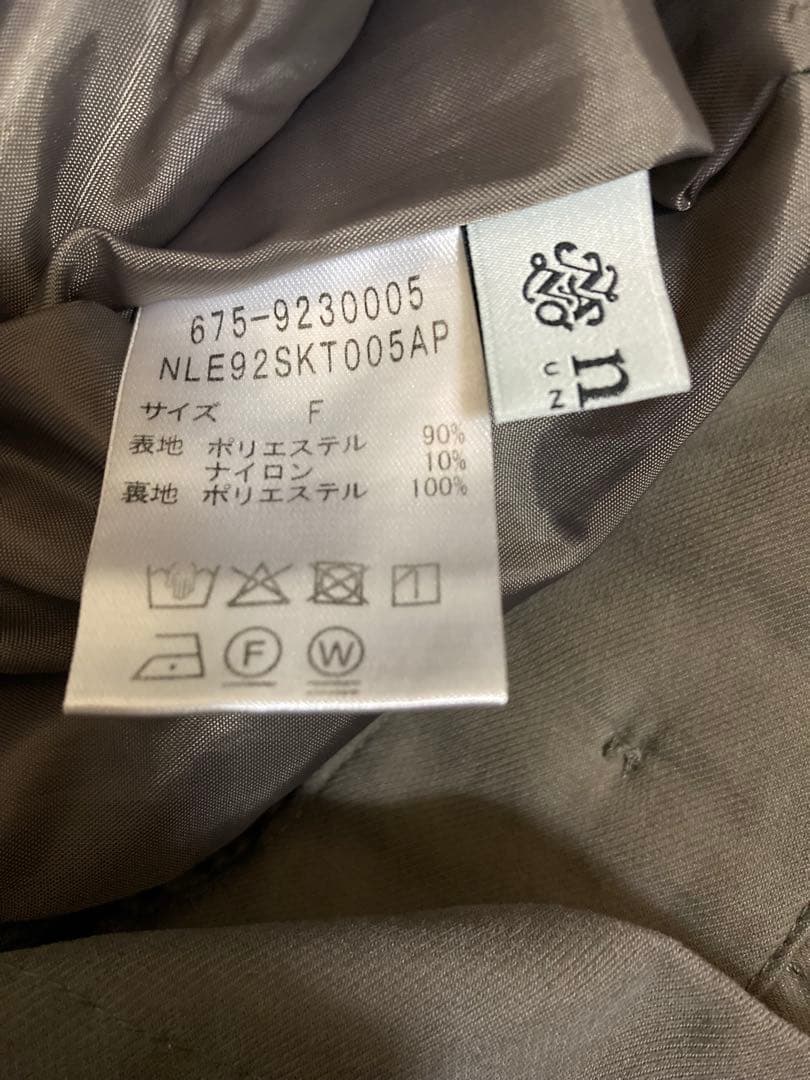 675-9230005
NLE92SKT005AP
サイズ F
表地 ポリエステル 90%
ナイロン 10%
裏地 ポリエステル 100%
F
W
n